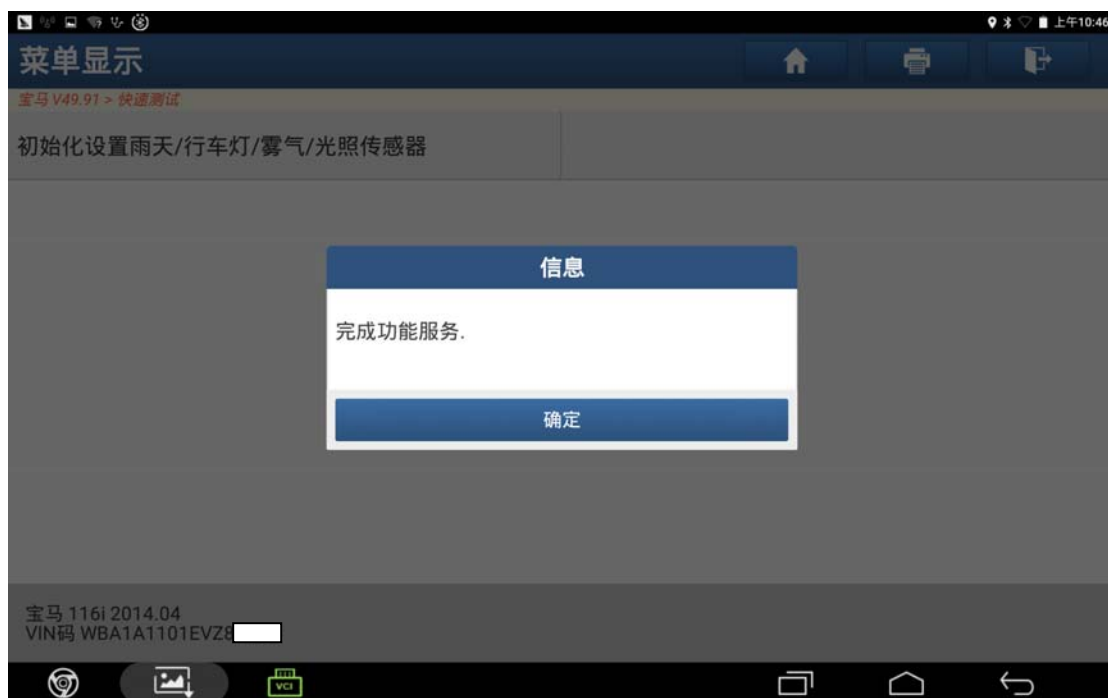 上午10:46
菜单显示
宝马 V49.91 > 快速测试
初始化设置雨天/行车灯/雾气/光照传感器
信息
完成功能服务.
确定
宝马 116i 2014.04
VIN码 WBA1A1101EVZ8
VCI